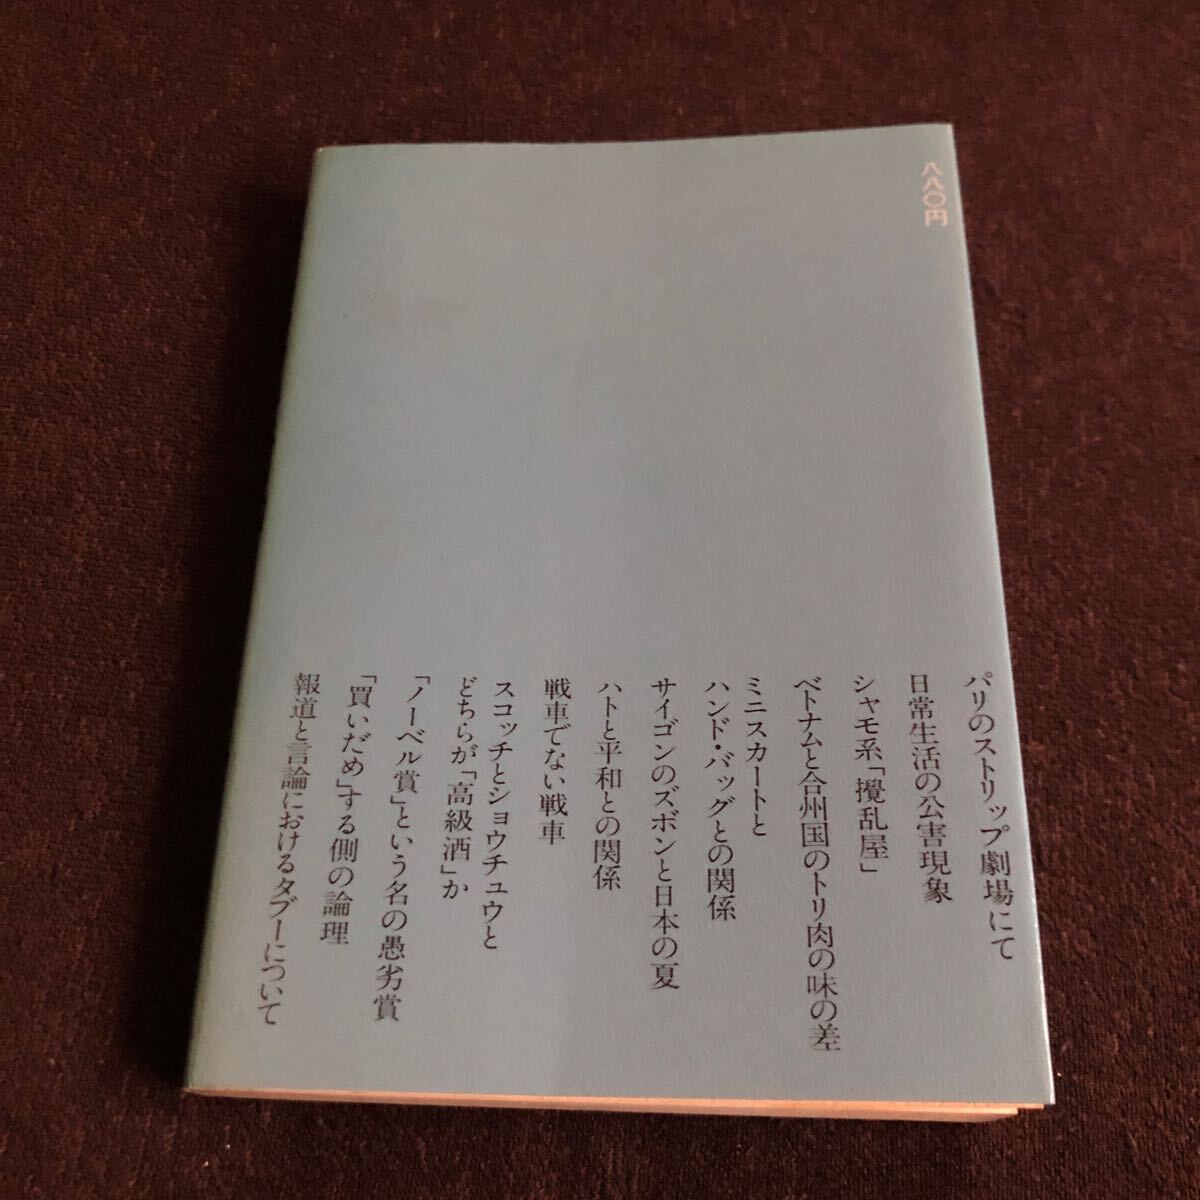 八八〇円
パリのストリップ劇場にて
日常生活の公害現象
シャモ系「攪乱屋」
ベトナムと合州国のトリ肉の味の差
ミニスカートと
ハンド・バッグとの関係
サイゴンのズボンと日本の夏
ハトと平和との関係
戦車でない戦車
スコッチとショウチュウと
どちらが「高級酒」か
「ノーベル賞」という名の愚劣賞
「買いだめ」する側の論理
報道と言論におけるタブーについて